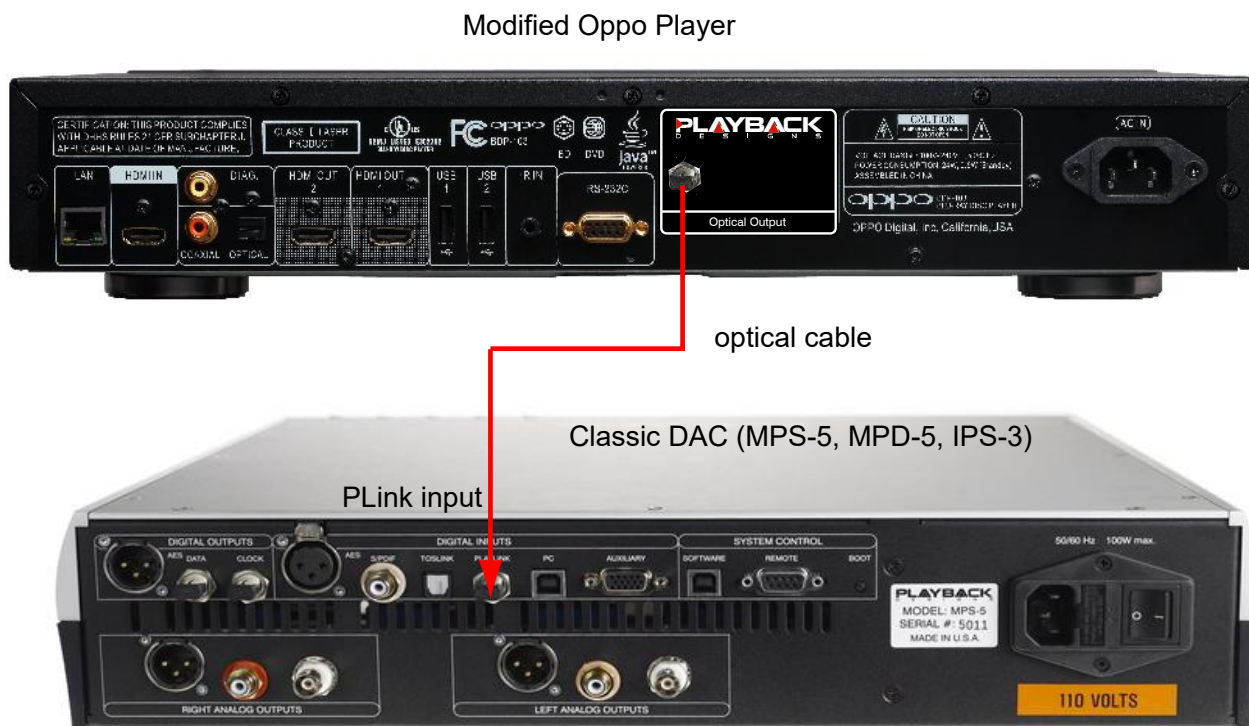 Modified Oppo Player
CERTIFICATION: THIS PRODUCT COMPLIES
WITH DHHS RULES 21 CFR SUBCHAPTER J,
APPLICABLE AT DATE OF MANUFACTURE.
CLASS 1 LASER
PRODUCT
FC
oppo
BDP-103
BD
DVD
Java
PLAYBACK
DESIGNS
Optical Output
CAUTION
ASSEMBLED IN CHINA
oppo
OPPO Digital, Inc, California, USA
AC IN
LAN
HDMI IN
DIAG.
COAXIAL
OPTICAL
HDMI OUT
2
HDMI OUT
1
USB
1
USB
2
IR IN
RS-232C
optical cable
Classic DAC (MPS-5, MPD-5, IPS-3)
PLink input
DIGITAL OUTPUTS
DIGITAL INPUTS
SYSTEM CONTROL
AES
DATA
CLOCK
AES
S/PDIF
TOSLINK
PC
AUXILIARY
SOFTWARE
REMOTE
BOOT
50/60 Hz 100W max.
PLAYBACK
DESIGNS
MODEL: MPS-5
SERIAL #: 5011
MADE IN U.S.A.
RIGHT ANALOG OUTPUTS
LEFT ANALOG OUTPUTS
110 VOLTS